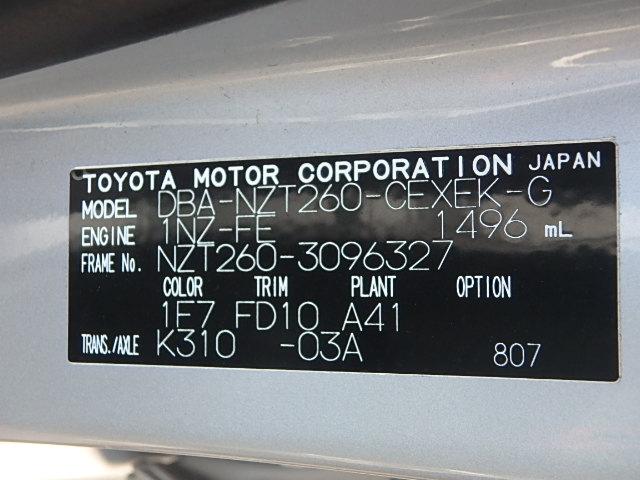 TOYOTA MOTOR CORPORATION JAPAN
MODEL DBA-NZT260-CEXEK-G
ENGINE 1NZ-FE 1496 mL
FRAME No. NZT260-3096327
COLOR TRIM PLANT OPTION
1E7 FD10 A41
TRANS./AXLE K310 -03A
807